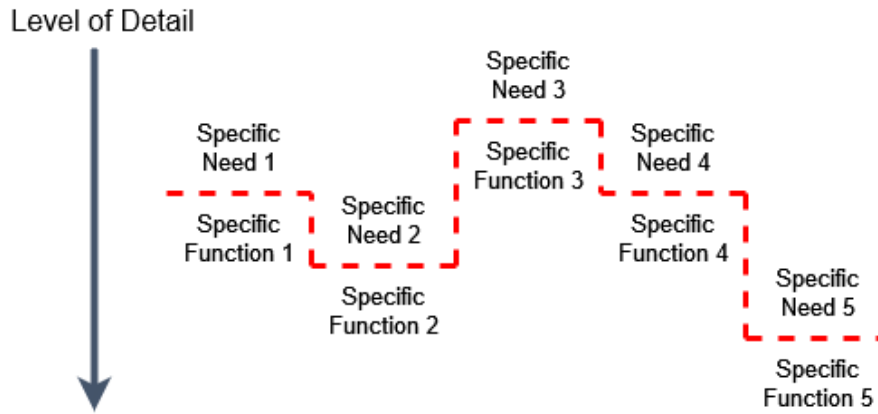 Level of Detail
Specific
Need 1
Specific
Function 1
Specific
Need 2
Specific
Function 2
Specific
Need 3
Specific
Function 3
Specific
Need 4
Specific
Function 4
Specific
Need 5
Specific
Function 5